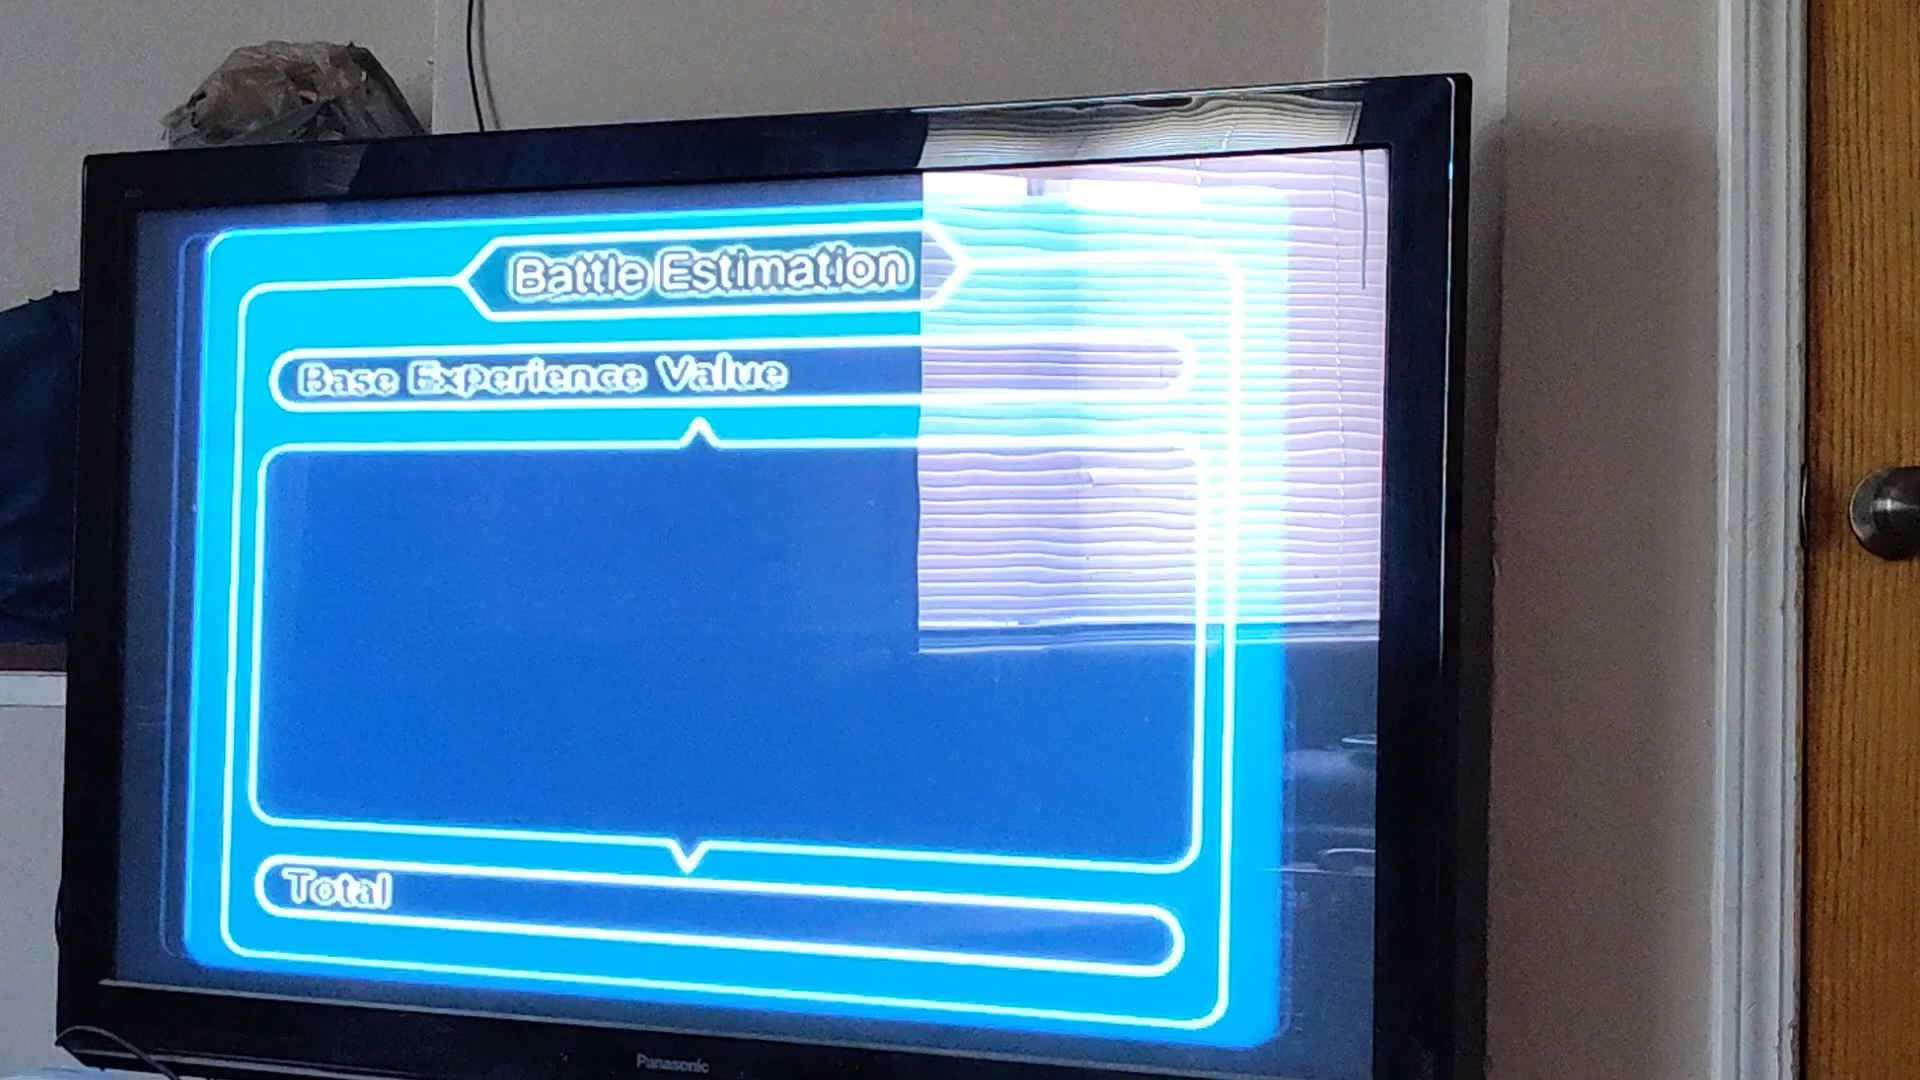 Battle Estimation
Base Experience Value
Total
Panasonic